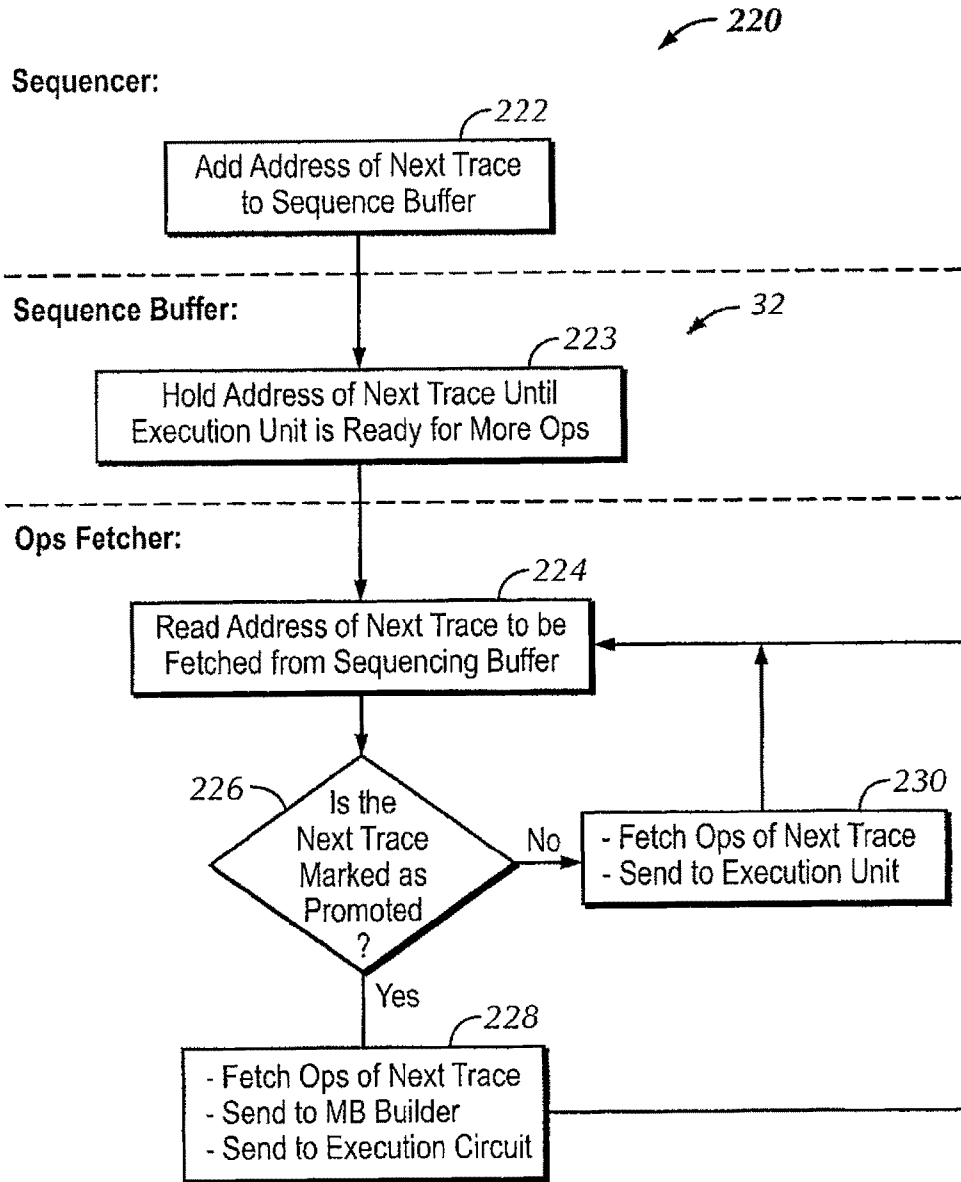 220
Sequencer:
222
Add Address of Next Trace
to Sequence Buffer
Sequence Buffer:
32
223
Hold Address of Next Trace Until
Execution Unit is Ready for More Ops
Ops Fetcher:
224
Read Address of Next Trace to be
Fetched from Sequencing Buffer
226
Is the
Next Trace
Marked as
Promoted
?
No
230
- Fetch Ops of Next Trace
- Send to Execution Unit
Yes
228
- Fetch Ops of Next Trace
- Send to MB Builder
- Send to Execution Circuit